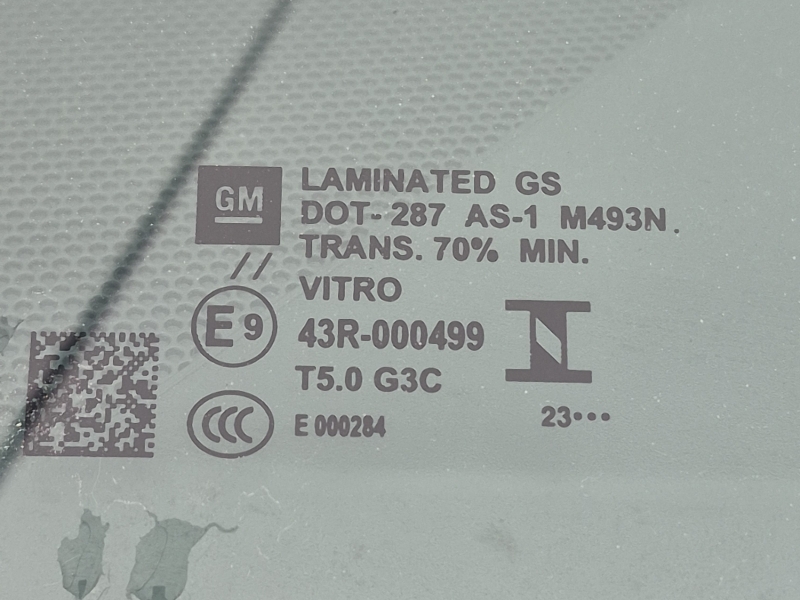 GM
LAMINATED GS
DOT- 287 AS-1 M493N.
TRANS. 70% MIN.
//
VITRO
E9
43R-000499
T5.0 G3C
CCC
E 000284
23•••